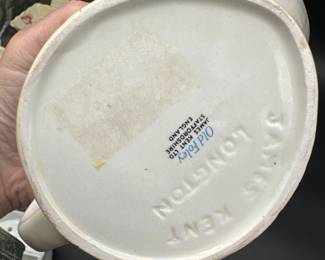 Old Foley
JAMES KENT LTD
STAFFORDSHIRE
ENGLAND
JAMES KENT
LONGTON